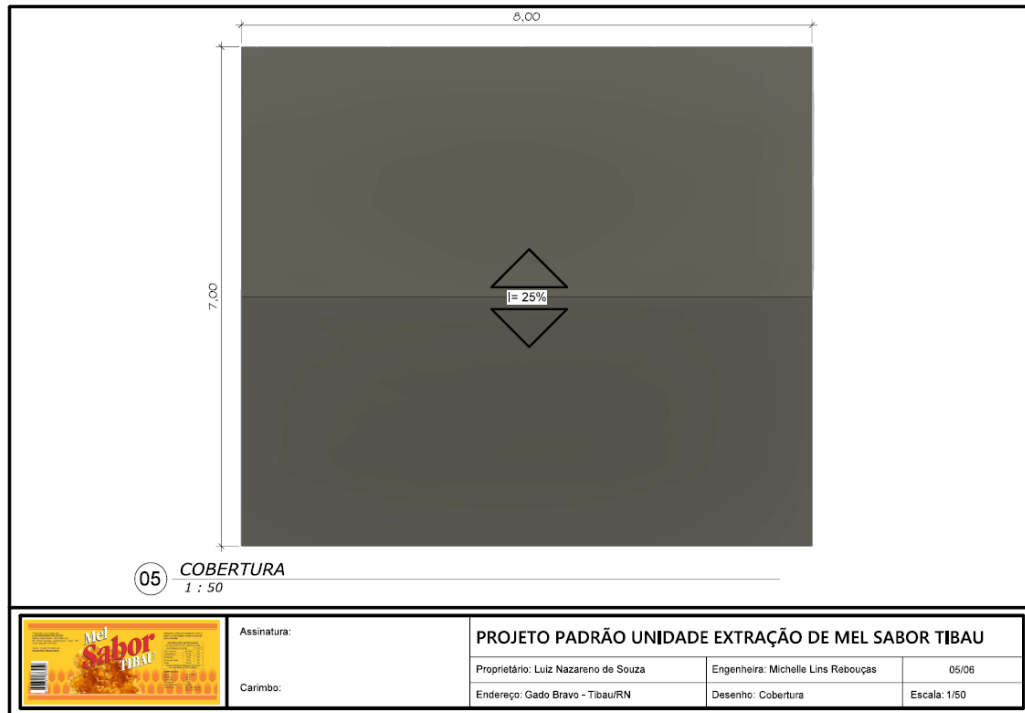 8,00
7,00
I= 25%
05
COBERTURA
1 : 50
Mel
Sabor
TIBAU
Assinatura:
Carimbo:
PROJETO PADRÃO UNIDADE EXTRAÇÃO DE MEL SABOR TIBAU
Proprietário: Luiz Nazareno de Souza
Engenheira: Michelle Lins Rebouças
05/06
Endereço: Gado Bravo - Tibau/RN
Desenho: Cobertura
Escala: 1/50